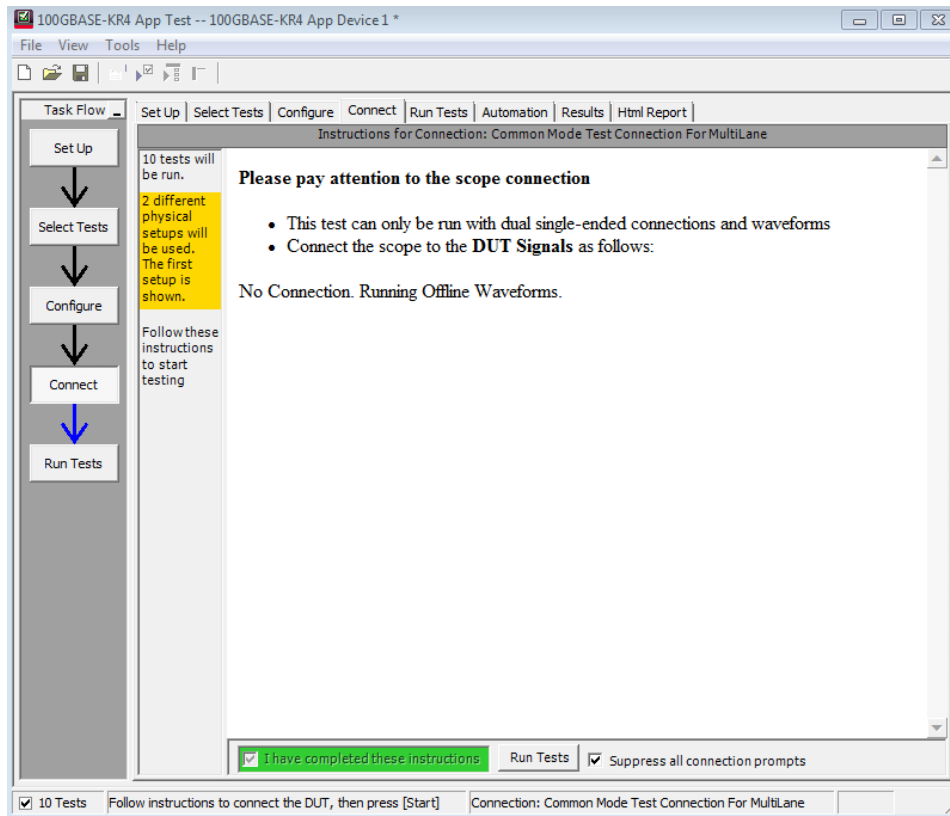 100GBASE-KR4 App Test -- 100GBASE-KR4 App Device 1 *
File View Tools Help
Task Flow
Set Up
Select Tests
Configure
Connect
Run Tests
Set Up Select Tests Configure Connect Run Tests Automation Results Html Report
Instructions for Connection: Common Mode Test Connection For MultiLane
10 tests will
be run.
2 different
physical
setups will
be used.
The first
setup is
shown.
Follow these
instructions
to start
testing
Please pay attention to the scope connection
• This test can only be run with dual single-ended connections and waveforms
• Connect the scope to the DUT Signals as follows:
No Connection. Running Offline Waveforms.
I have completed these instructions Run Tests Suppress all connection prompts
10 Tests Follow instructions to connect the DUT, then press [Start] Connection: Common Mode Test Connection For MultiLane